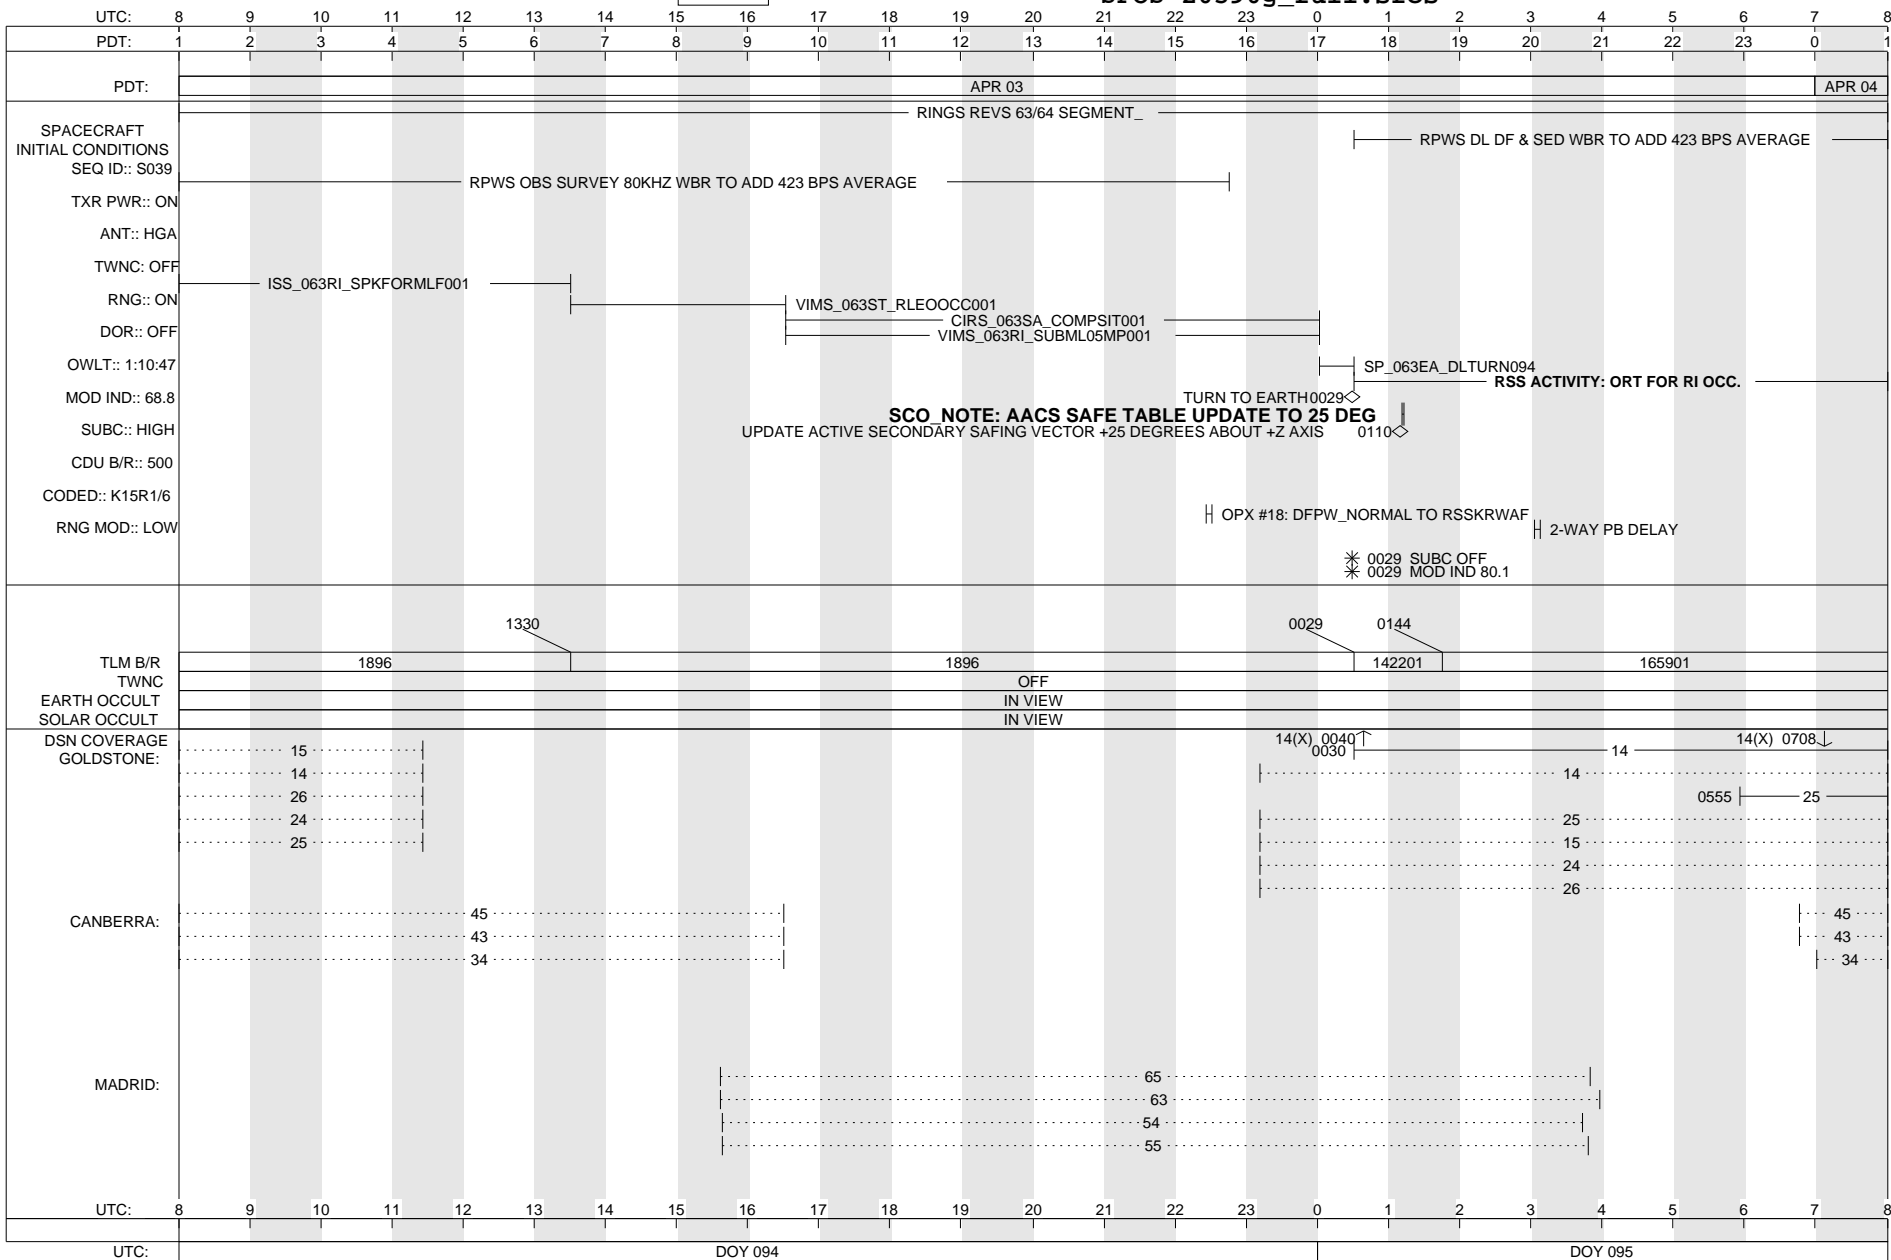 UTC: 8 9 10 11 12 13 14 15 16 17 18 19 20 21 22 23 0 1 2 3 4 5 6 7 8
PDT: 1 2 3 4 5 6 7 8 9 10 11 12 13 14 15 16 17 18 19 20 21 22 23 0 1
PDT: APR 03 APR 04
RINGS REVS 63/64 SEGMENT_
SPACECRAFT
INITIAL CONDITIONS
RPWS DL DF & SED WBR TO ADD 423 BPS AVERAGE
SEQ ID:: S039
RPWS OBS SURVEY 80KHZ WBR TO ADD 423 BPS AVERAGE
TXR PWR:: ON
ANT:: HGA
TWNC: OFF
ISS_063RI_SPKFORMLF001
RNG:: ON
VIMS_063ST_RLEOOCC001
CIRS_063SA_COMPSIT001
DOR:: OFF
VIMS_063RI_SUBML05MP001
OWLT:: 1:10:47
SP_063EA_DLTURN094
RSS ACTIVITY: ORT FOR RI OCC.
MOD IND:: 68.8
TURN TO EARTH 0029
SCO_NOTE: AACS SAFE TABLE UPDATE TO 25 DEG
SUBC:: HIGH
UPDATE ACTIVE SECONDARY SAFING VECTOR +25 DEGREES ABOUT +Z AXIS 0110
CDU B/R:: 500
CODED:: K15R1/6
OPX #18: DFPW_NORMAL TO RSSKRWAF
RNG MOD:: LOW
2-WAY PB DELAY
0029 SUBC OFF
0029 MOD IND 80.1
1330 0029 0144
TLM B/R 1896 1896 142201 165901
TWNC OFF
EARTH OCCULT IN VIEW
SOLAR OCCULT IN VIEW
DSN COVERAGE
14(X) 0040 14(X) 0708
GOLDSTONE: 15 0030 14
14 14
26 0555 25
24 25
25 15
24
26
CANBERRA: 45 45
43 43
34 34
MADRID: 65
63
54
55
UTC: 8 9 10 11 12 13 14 15 16 17 18 19 20 21 22 23 0 1 2 3 4 5 6 7 8
UTC: DOY 094 DOY 095